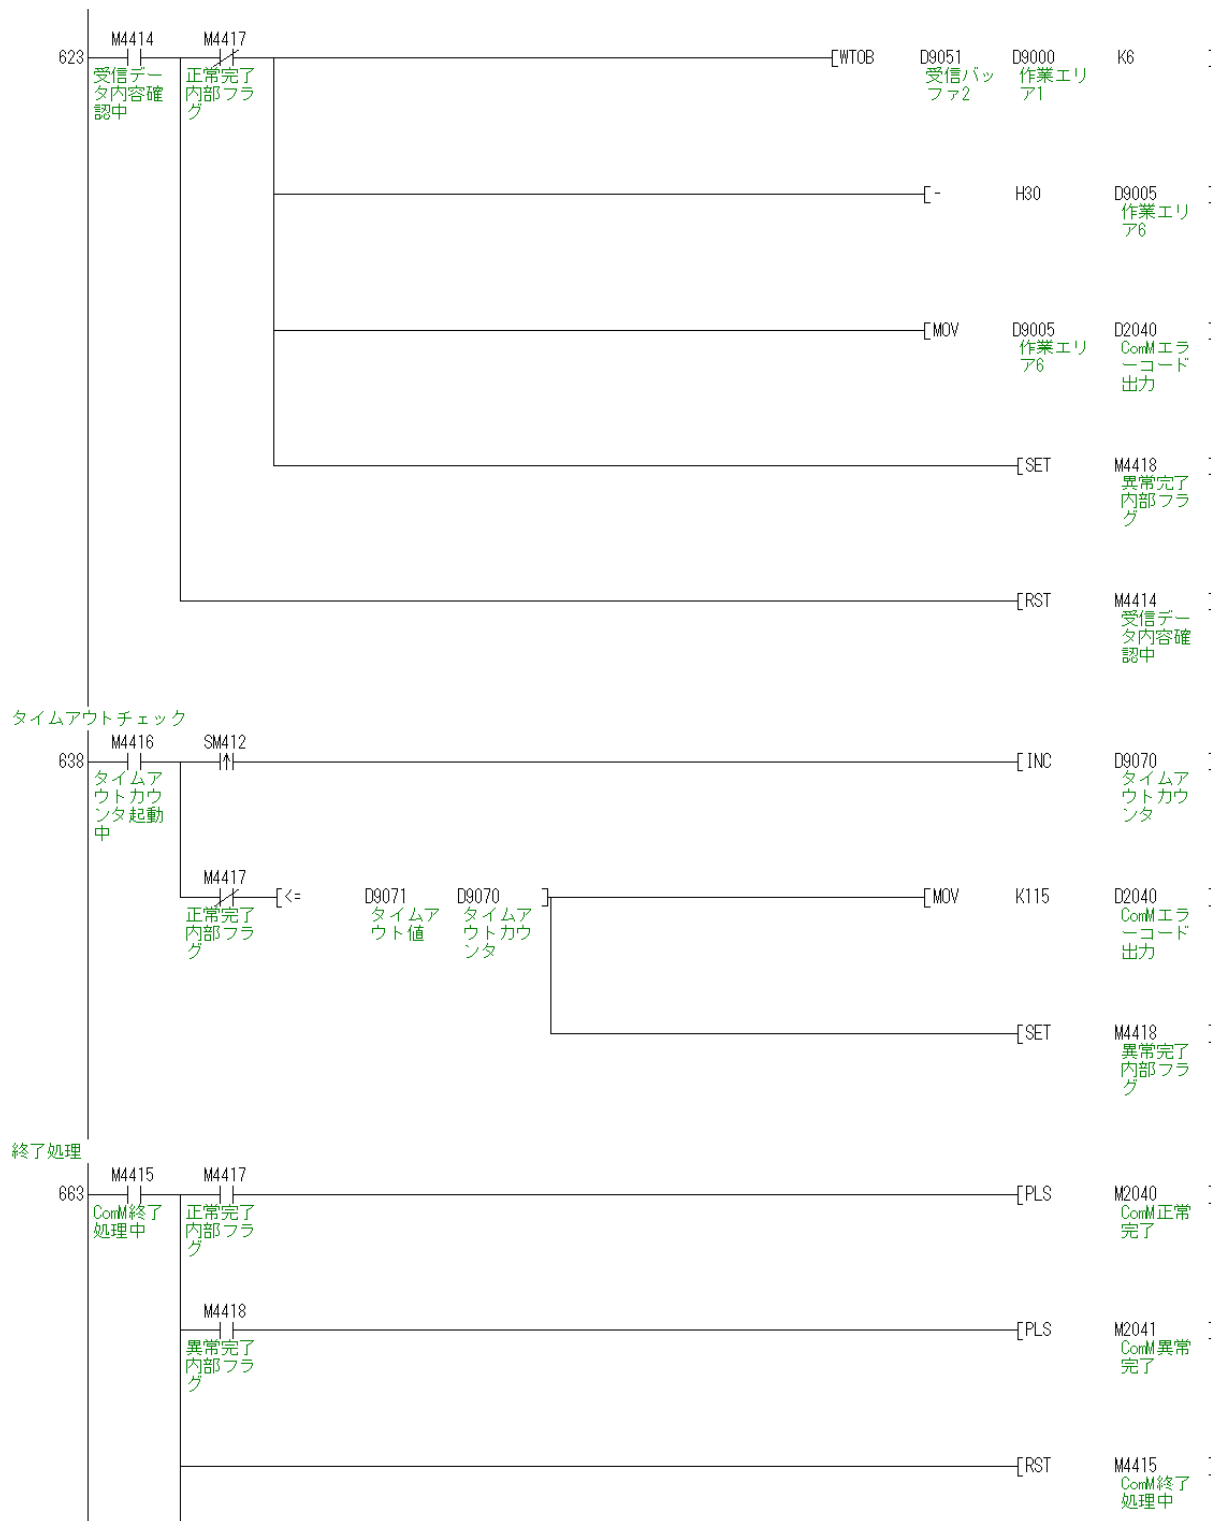 M4414 M4417
623 [WTOB D9051 D9000 K6 ]
受信デー 正常完了 受信バッ 作業エリ
タ内容確 内部フラ ファ2 ア1
認中 グ
[- H30 D9005 ]
作業エリ
ア6
[MOV D9005 D2040 ]
作業エリ ComMエラ
ア6 ーコード
出力
[SET M4418 ]
異常完了
内部フラ
グ
[RST M4414 ]
受信デー
タ内容確
認中
タイムアウトチェック
M4416 SM412
638 [INC D9070 ]
タイムア タイムア
ウトカウ ウトカウ
ンタ起動 ンタ
中
M4417
[<= D9071 D9070 ] [MOV K115 D2040 ]
正常完了 タイムア タイムア ComMエラ
内部フラ ウト値 ウトカウ ーコード
グ ンタ 出力
[SET M4418 ]
異常完了
内部フラ
グ
終了処理
M4415 M4417
663 [PLS M2040 ]
ComM終了 正常完了 ComM正常
処理中 内部フラ 完了
グ
M4418
[PLS M2041 ]
異常完了 ComM異常
内部フラ 完了
グ
[RST M4415 ]
ComM終了
処理中